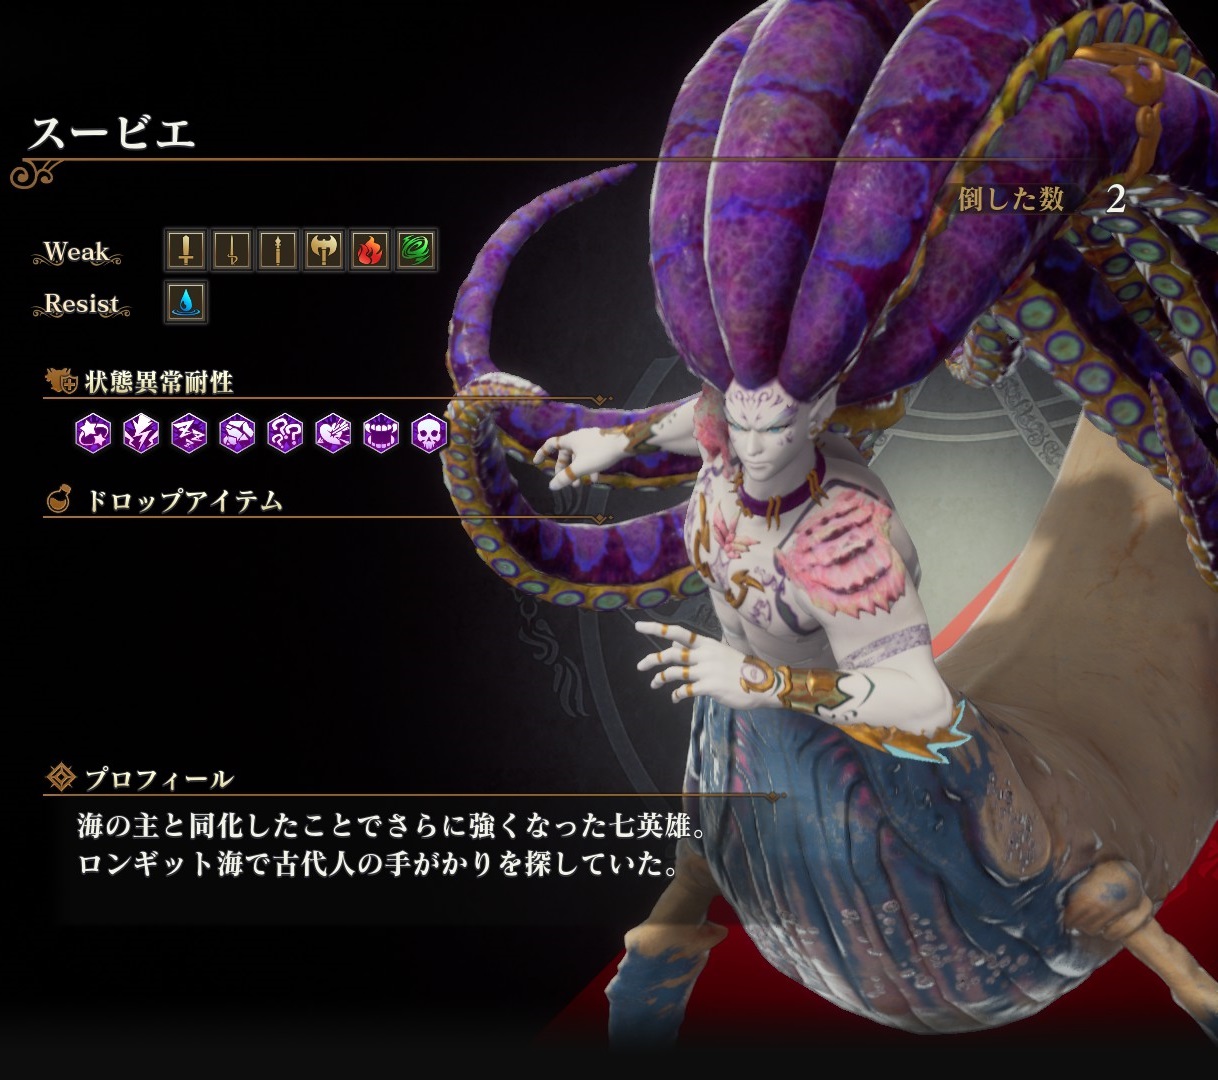 スービエ
倒した数 2
Weak
Resist
状態異常耐性
ドロップアイテム
プロフィール
海の主と同化したことでさらに強くなった七英雄。
ロンギット海で古代人の手がかりを探していた。